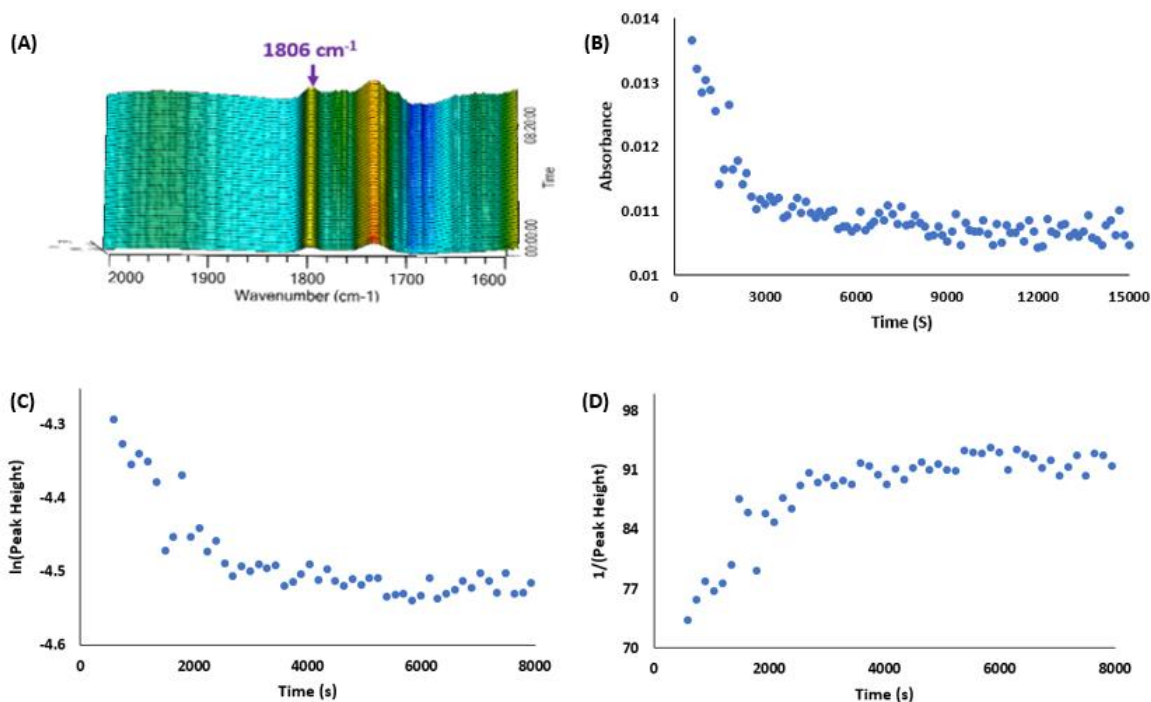 (A)
1806 cm-1
08:20:00
Time
00:00:00
2000 1900 1800 1700 1600
Wavenumber (cm-1)
(B)
0.014
0.013
0.012
0.011
0.01
Absorbance
0 3000 6000 9000 12000 15000
Time (S)
(C)
-4.3
-4.4
-4.5
-4.6
ln(Peak Height)
0 2000 4000 6000 8000
Time (s)
(D)
98
91
84
77
70
1/(Peak Height)
0 2000 4000 6000 8000
Time (s)